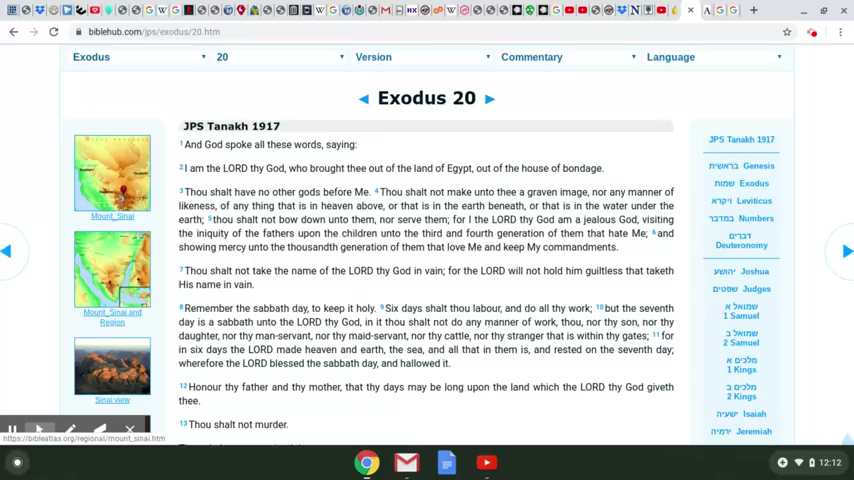 biblehub.com/jps/exodus/20.htm
Exodus
20
Version
Commentary
Language
Exodus 20
JPS Tanakh 1917
1 And God spoke all these words, saying:
2 I am the LORD thy God, who brought thee out of the land of Egypt, out of the house of bondage.
3 Thou shalt have no other gods before Me. 4 Thou shalt not make unto thee a graven image, nor any manner of
likeness, of any thing that is in heaven above, or that is in the earth beneath, or that is in the water under the
earth; 5 thou shalt not bow down unto them, nor serve them; for I the LORD thy God am a jealous God, visiting
the iniquity of the fathers upon the children unto the third and fourth generation of them that hate Me; 6 and
showing mercy unto the thousandth generation of them that love Me and keep My commandments.
7 Thou shalt not take the name of the LORD thy God in vain; for the LORD will not hold him guiltless that taketh
His name in vain.
8 Remember the sabbath day, to keep it holy. 9 Six days shalt thou labour, and do all thy work; 10 but the seventh
day is a sabbath unto the LORD thy God, in it thou shalt not do any manner of work, thou, nor thy son, nor thy
daughter, nor thy man-servant, nor thy maid-servant, nor thy cattle, nor thy stranger that is within thy gates; 11 for
in six days the LORD made heaven and earth, the sea, and all that in them is, and rested on the seventh day;
wherefore the LORD blessed the sabbath day, and hallowed it.
12 Honour thy father and thy mother, that thy days may be long upon the land which the LORD thy God giveth
thee.
13 Thou shalt not murder.
Mount_Sinai
Mount_Sinai and
Region
Sinai view
JPS Tanakh 1917
בראשית Genesis
שמות Exodus
ויקרא Leviticus
במדבר Numbers
דברים
Deuteronomy
יהושע Joshua
שפטים Judges
שמואל א
1 Samuel
שמואל ב
2 Samuel
מלכים א
1 Kings
מלכים ב
2 Kings
ישעיה Isaiah
ירמיה Jeremiah
https://bibleatlas.org/regional/mount_sinai.htm
12:12